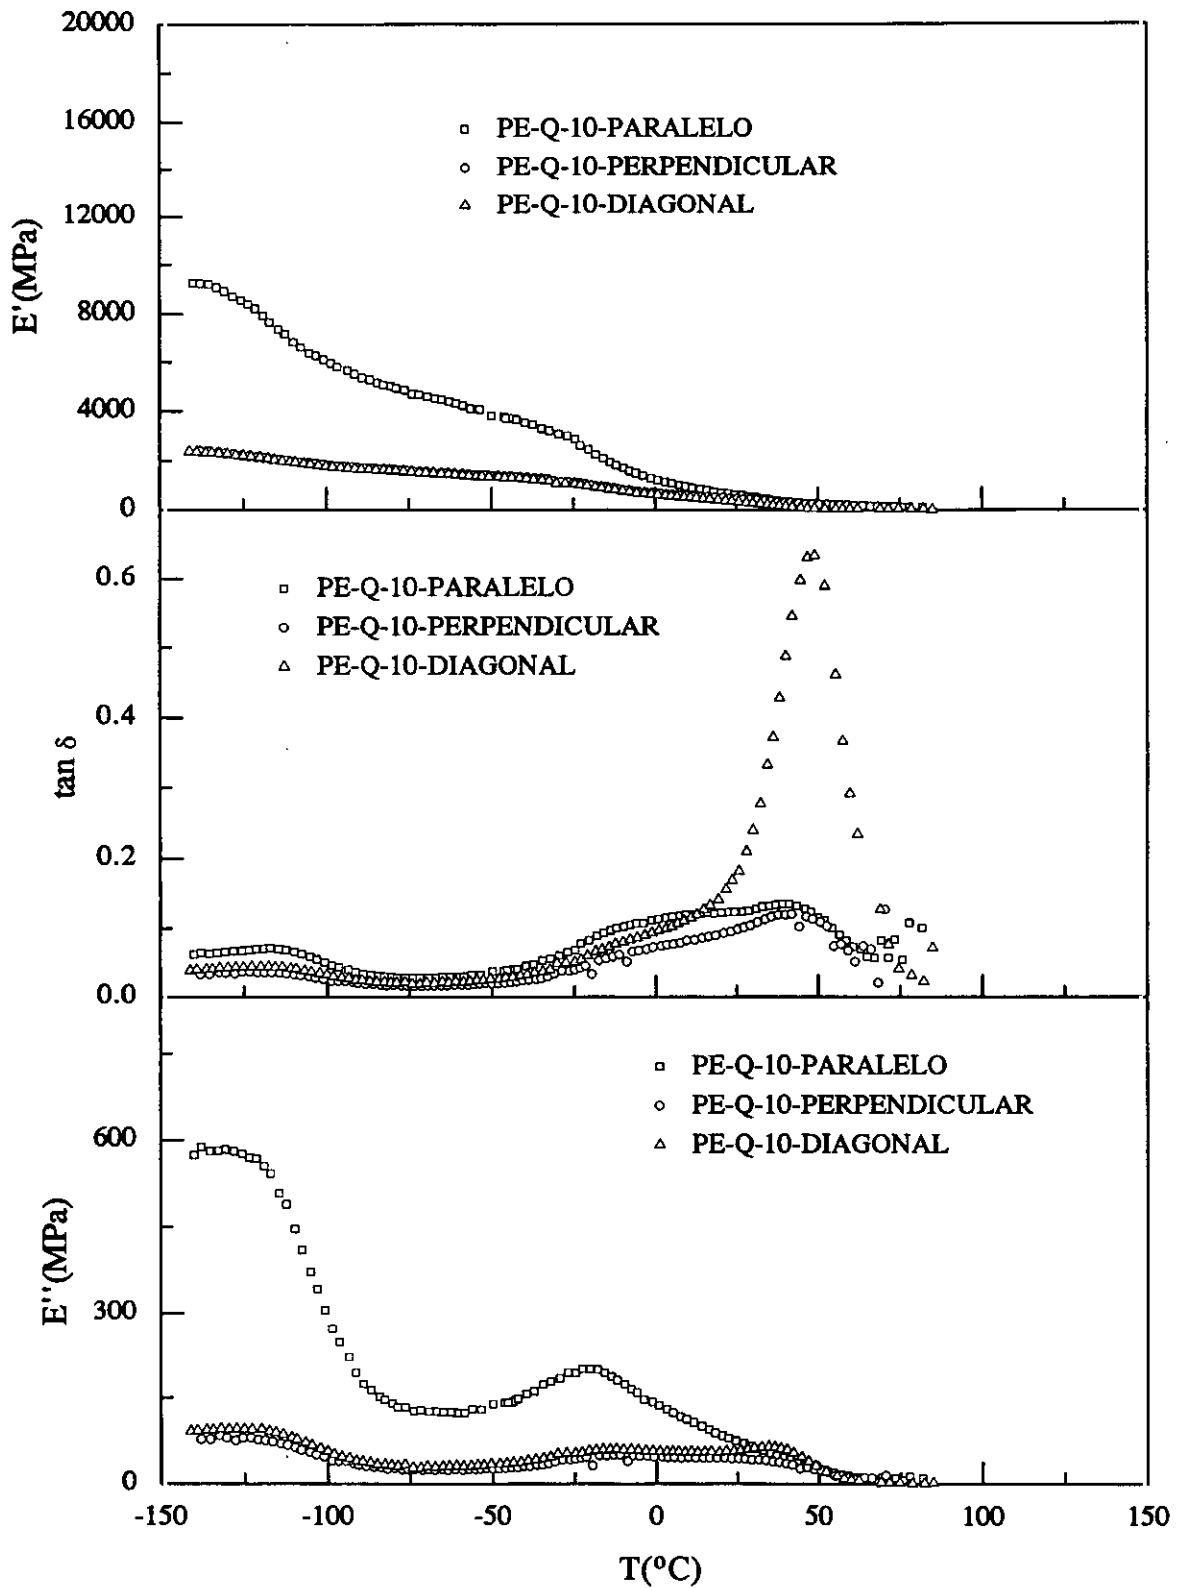 20000
16000
12000
8000
4000
0
E'(MPa)
PE-Q-10-PARALELO
PE-Q-10-PERPENDICULAR
PE-Q-10-DIAGONAL
0.6
0.4
0.2
0.0
tan δ
PE-Q-10-PARALELO
PE-Q-10-PERPENDICULAR
PE-Q-10-DIAGONAL
600
300
0
E''(MPa)
PE-Q-10-PARALELO
PE-Q-10-PERPENDICULAR
PE-Q-10-DIAGONAL
-150 -100 -50 0 50 100 150
T(ºC)